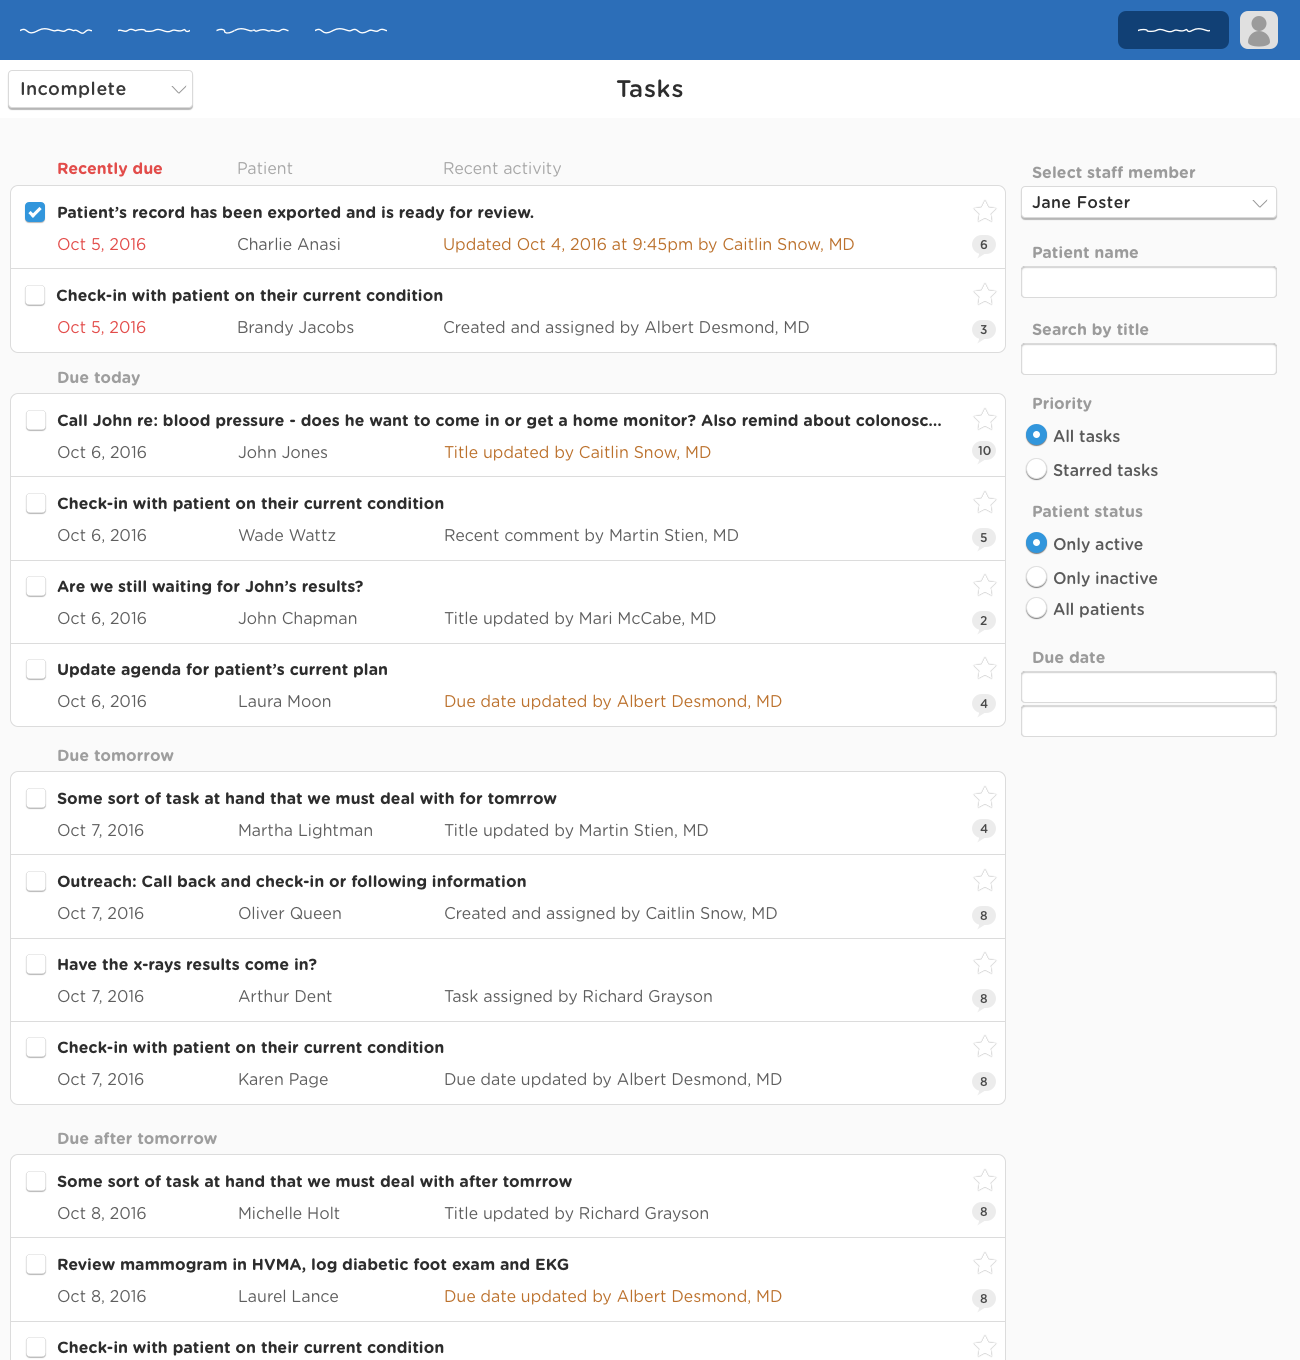 Incomplete
Tasks
Recently due Patient Recent activity
Patient’s record has been exported and is ready for review.
Oct 5, 2016 Charlie Anasi Updated Oct 4, 2016 at 9:45pm by Caitlin Snow, MD 6
Check-in with patient on their current condition
Oct 5, 2016 Brandy Jacobs Created and assigned by Albert Desmond, MD 3
Due today
Call John re: blood pressure - does he want to come in or get a home monitor? Also remind about colonosc...
Oct 6, 2016 John Jones Title updated by Caitlin Snow, MD 10
Check-in with patient on their current condition
Oct 6, 2016 Wade Wattz Recent comment by Martin Stien, MD 5
Are we still waiting for John’s results?
Oct 6, 2016 John Chapman Title updated by Mari McCabe, MD 2
Update agenda for patient’s current plan
Oct 6, 2016 Laura Moon Due date updated by Albert Desmond, MD 4
Due tomorrow
Some sort of task at hand that we must deal with for tomrrow
Oct 7, 2016 Martha Lightman Title updated by Martin Stien, MD 4
Outreach: Call back and check-in or following information
Oct 7, 2016 Oliver Queen Created and assigned by Caitlin Snow, MD 8
Have the x-rays results come in?
Oct 7, 2016 Arthur Dent Task assigned by Richard Grayson 8
Check-in with patient on their current condition
Oct 7, 2016 Karen Page Due date updated by Albert Desmond, MD 8
Due after tomorrow
Some sort of task at hand that we must deal with after tomrrow
Oct 8, 2016 Michelle Holt Title updated by Richard Grayson 8
Review mammogram in HVMA, log diabetic foot exam and EKG
Oct 8, 2016 Laurel Lance Due date updated by Albert Desmond, MD 8
Check-in with patient on their current condition
Select staff member
Jane Foster
Patient name
Search by title
Priority
All tasks
Starred tasks
Patient status
Only active
Only inactive
All patients
Due date